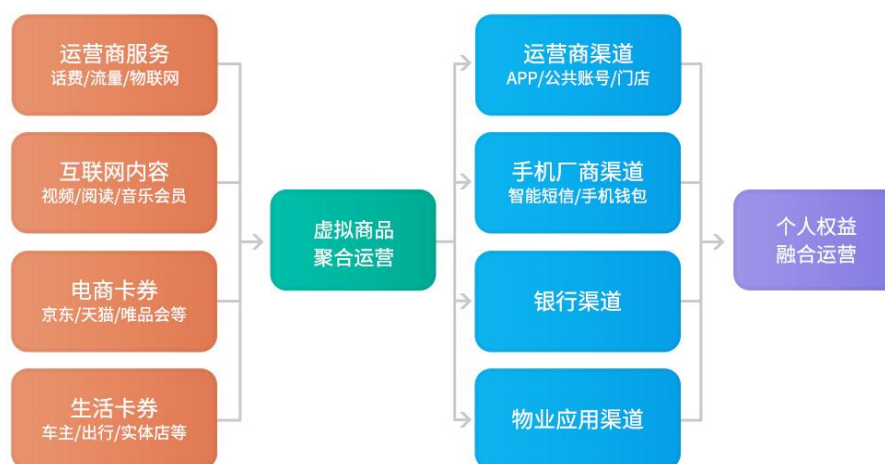 运营商服务
话费/流量/物联网
互联网内容
视频/阅读/音乐会员
电商卡券
京东/天猫/唯品会等
生活卡券
车主/出行/实体店等
虚拟商品
聚合运营
运营商渠道
APP/公共账号/门店
手机厂商渠道
智能短信/手机钱包
银行渠道
物业应用渠道
个人权益
融合运营